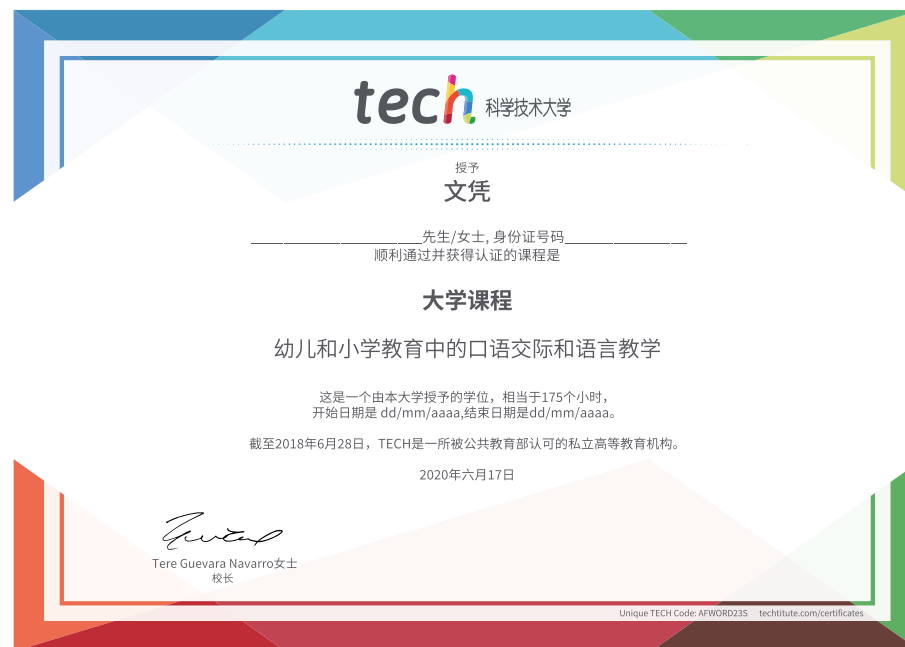 tech 科学技术大学
授予
文凭
______________________先生/女士, 身份证号码________________
顺利通过并获得认证的课程是
大学课程
幼儿和小学教育中的口语交际和语言教学
这是一个由本大学授予的学位，相当于175个小时，
开始日期是 dd/mm/aaaa,结束日期是dd/mm/aaaa。
截至2018年6月28日，TECH是一所被公共教育部认可的私立高等教育机构。
2020年六月17日
Tere Guevara Navarro女士
校长
Unique TECH Code: AFWORD23S techtitute.com/certificates